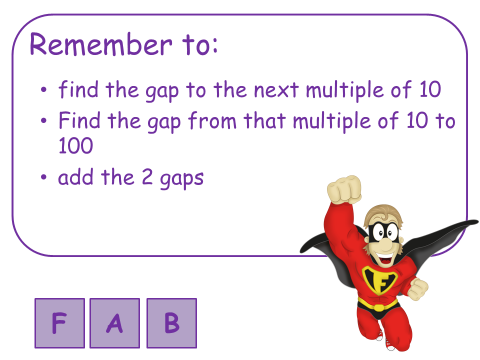 Remember to:
• find the gap to the next multiple of 10
• Find the gap from that multiple of 10 to
100
• add the 2 gaps
F
F A B